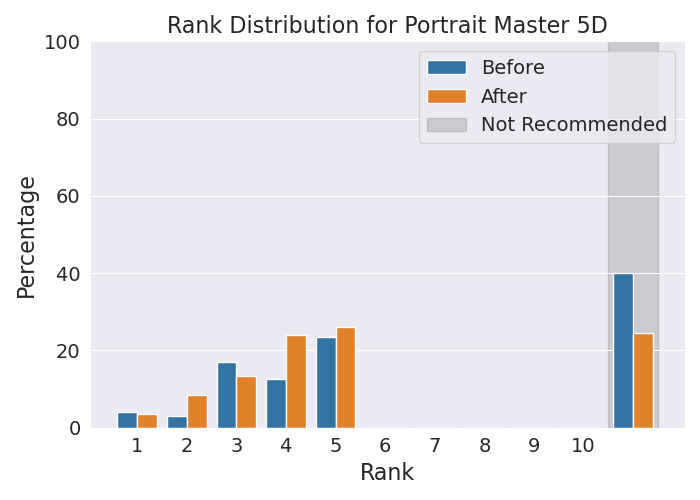 Rank Distribution for Portrait Master 5D
Before
After
Not Recommended
Percentage
100
80
60
40
20
0
1 2 3 4 5 6 7 8 9 10
Rank